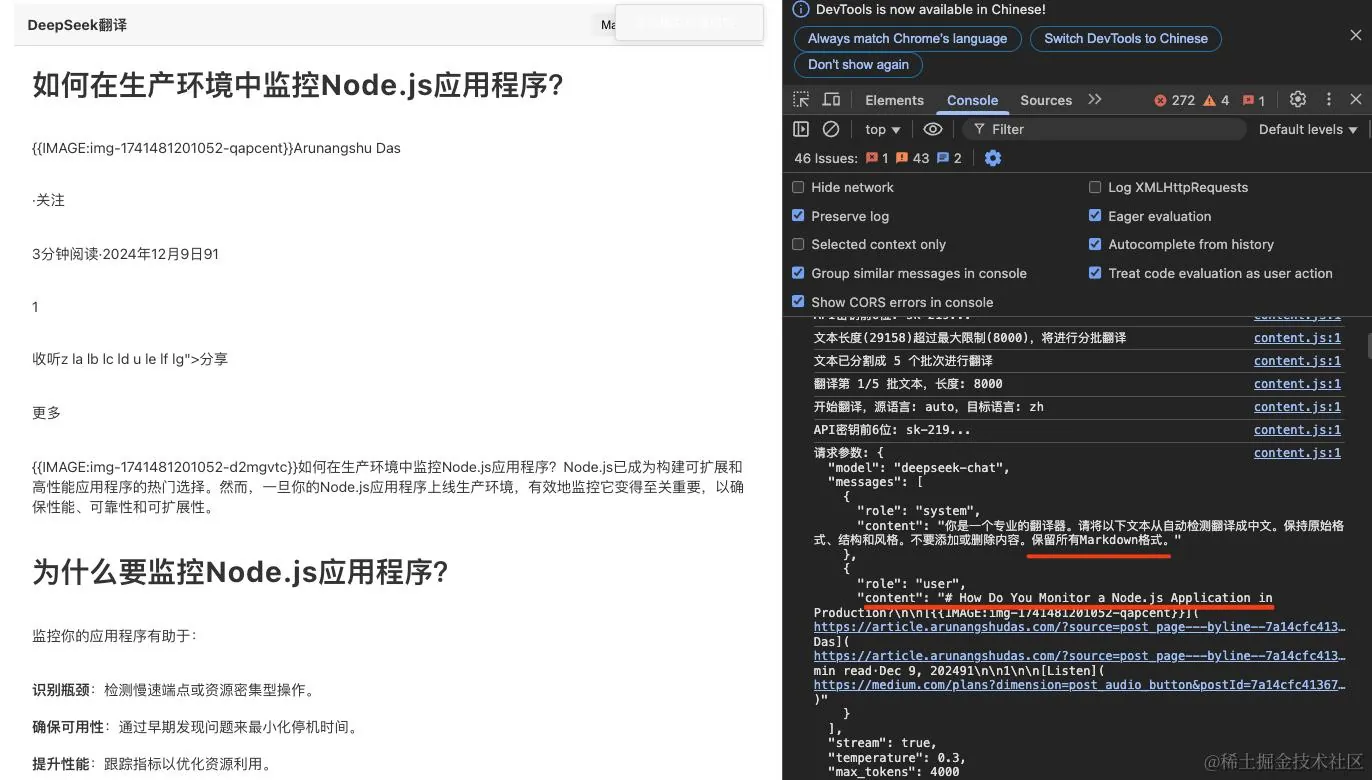 DeepSeek翻译
Ma
如何在生产环境中监控Node.js应用程序?
{{IMAGE:img-1741481201052-qapcent}}Arunangshu Das
·关注
3分钟阅读·2024年12月9日91
1
收听z la lb lc ld u le lf lg">分享
更多
{{IMAGE:img-1741481201052-d2mgvtc}}如何在生产环境中监控Node.js应用程序？Node.js已成为构建可扩展和
高性能应用程序的热门选择。然而，一旦你的Node.js应用程序上线生产环境，有效地监控它变得至关重要，以确
保性能、可靠性和可扩展性。
为什么要监控Node.js应用程序?
监控你的应用程序有助于：
识别瓶颈：检测慢速端点或资源密集型操作。
确保可用性：通过早期发现问题来最小化停机时间。
提升性能：跟踪指标以优化资源利用。
DevTools is now available in Chinese!
Always match Chrome's language
Switch DevTools to Chinese
Don't show again
Elements Console Sources 272 4 1
top Filter Default levels
46 Issues: 1 43 2
Hide network
Log XMLHttpRequests
Preserve log
Eager evaluation
Selected context only
Autocomplete from history
Group similar messages in console
Treat code evaluation as user action
Show CORS errors in console
API密钥前6位: sk-219... content.js:1
文本长度(29158)超过最大限制(8000)，将进行分批翻译 content.js:1
文本已分割成 5 个批次进行翻译 content.js:1
翻译第 1/5 批文本，长度: 8000 content.js:1
开始翻译，源语言: auto，目标语言: zh content.js:1
API密钥前6位: sk-219... content.js:1
请求参数: { content.js:1
"model": "deepseek-chat",
"messages": [
{
"role": "system",
"content": "你是一个专业的翻译器。请将以下文本从自动检测翻译成中文。保持原始格
式、结构和风格。不要添加或删除内容。保留所有Markdown格式。"
},
{
"role": "user",
"content": "# How Do You Monitor a Node.js Application in
Production?\n\n[{{IMAGE:img-1741481201052-qapcent}}](
https://article.arunangshudas.com/?source=post_page---byline--7a14cfc413…
Das](
https://article.arunangshudas.com/?source=post_page---byline--7a14cfc413…
min read·Dec 9, 202491\n\n1\n\n[Listen](
https://medium.com/plans?dimension=post_audio_button&postId=7a14cfc41367…
)"
}
],
"stream": true,
"temperature": 0.3,
"max_tokens": 4000
@稀土掘金技术社区